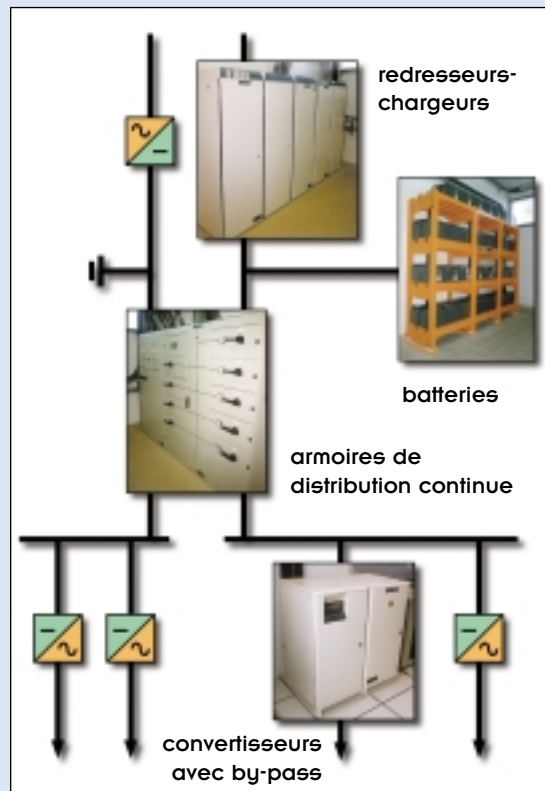 redresseurs-
chargeurs
batteries
armoires de
distribution continue
convertisseurs
avec by-pass